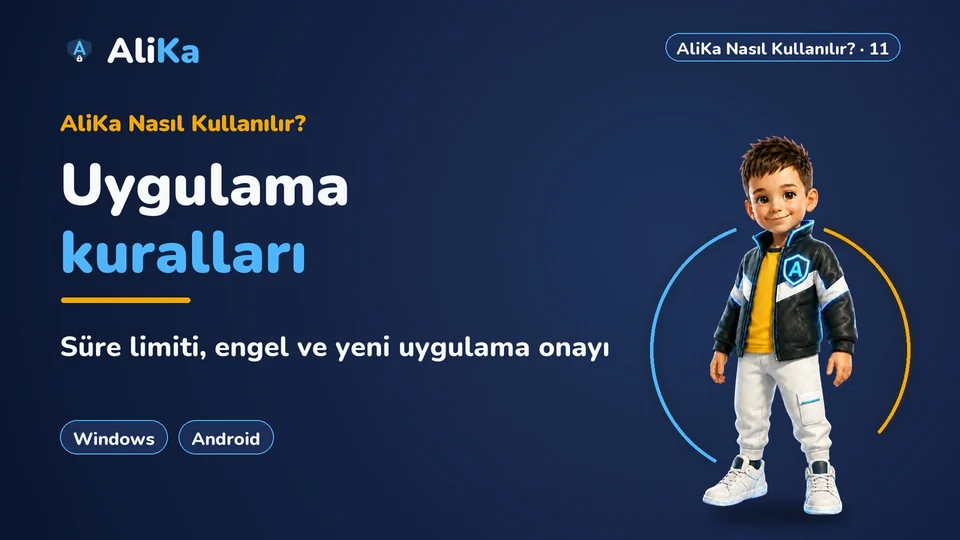 AliKa
AliKa Nasıl Kullanılır? · 11
AliKa Nasıl Kullanılır?
Uygulama
kuralları
Süre limiti, engel ve yeni uygulama onayı
Windows
Android
A